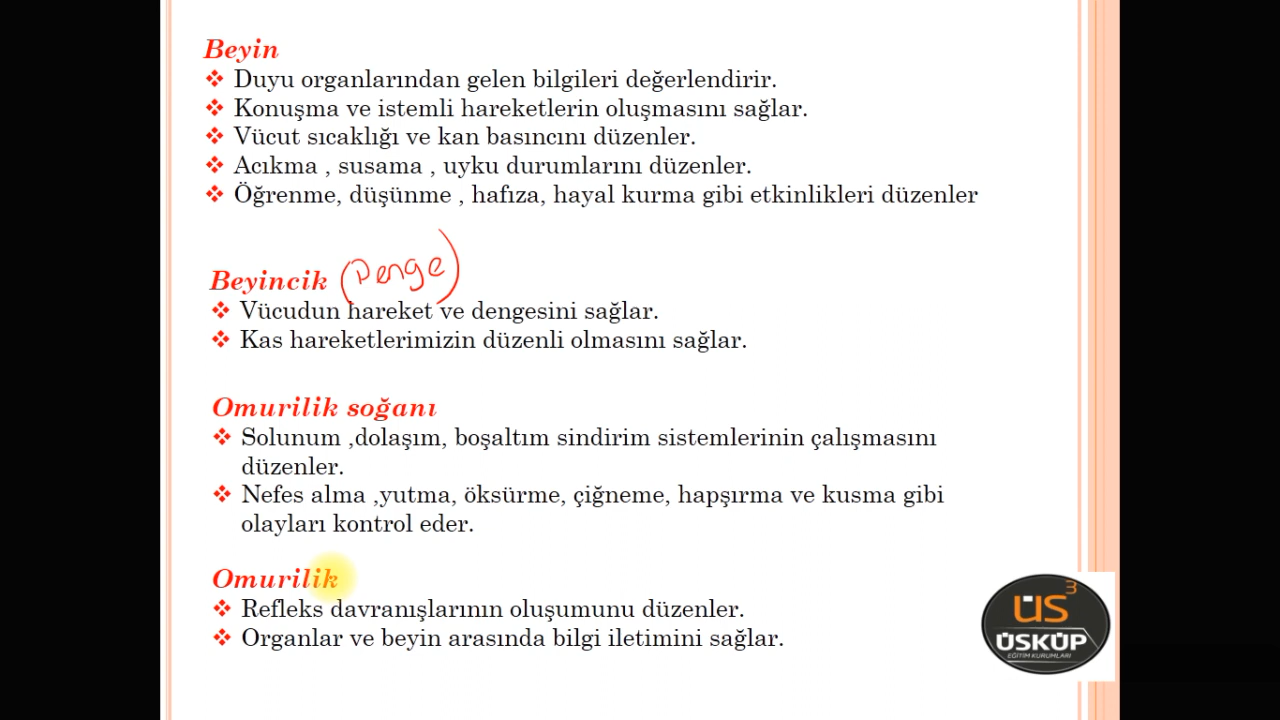 Beyin
❖ Duyu organlarından gelen bilgileri değerlendirir.
❖ Konuşma ve istemli hareketlerin oluşmasını sağlar.
❖ Vücut sıcaklığı ve kan basıncını düzenler.
❖ Acıkma , susama , uyku durumlarını düzenler.
❖ Öğrenme, düşünme , hafıza, hayal kurma gibi etkinlikleri düzenler
Beyincik (Denge)
❖ Vücudun hareket ve dengesini sağlar.
❖ Kas hareketlerimizin düzenli olmasını sağlar.
Omurilik soğanı
❖ Solunum ,dolaşım, boşaltım sindirim sistemlerinin çalışmasını
düzenler.
❖ Nefes alma ,yutma, öksürme, çiğneme, hapşırma ve kusma gibi
olayları kontrol eder.
Omurilik
❖ Refleks davranışlarının oluşumunu düzenler.
❖ Organlar ve beyin arasında bilgi iletimini sağlar.
ÜS³
ÜSKÜP
EĞİTİM KURUMLARI